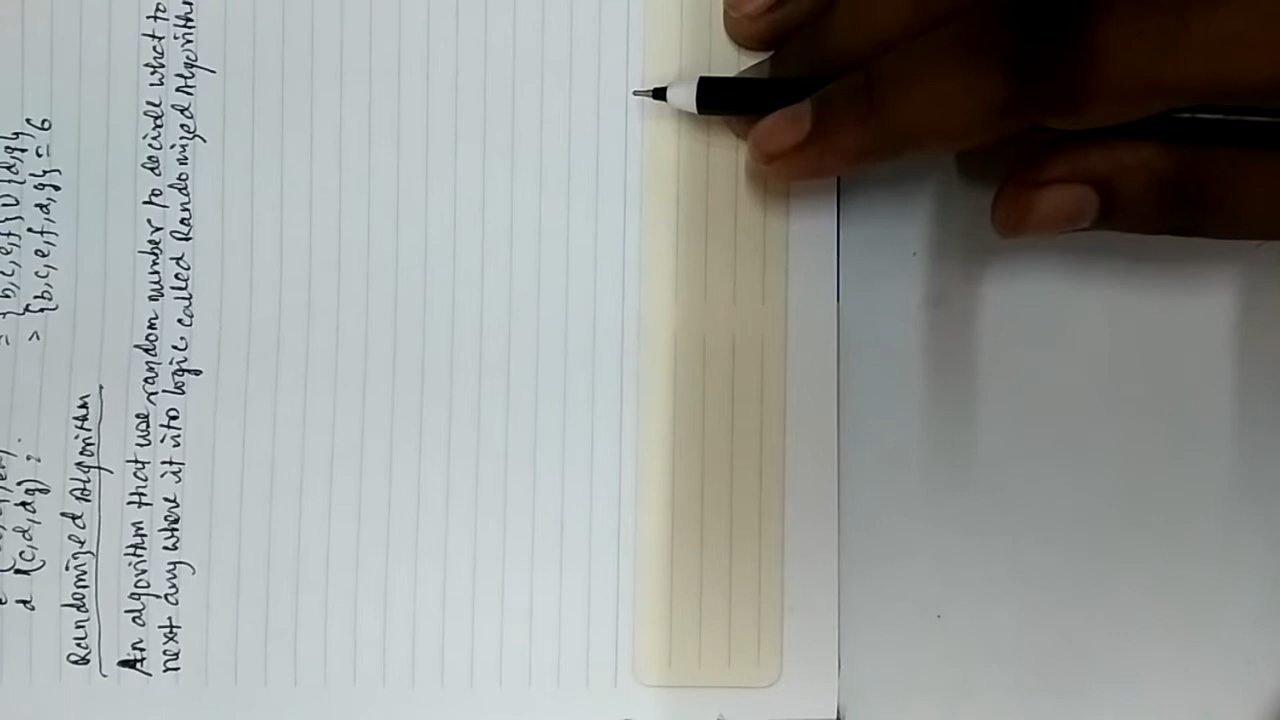 = {b,c,e,f} U {d,g}
d {c,d,dg} ? > {b,c,e,f,d,g} = 6
Randomized Algorithm
An algorithm that use random number to decide what to
next any where it ito logic called Randomized Algorithm